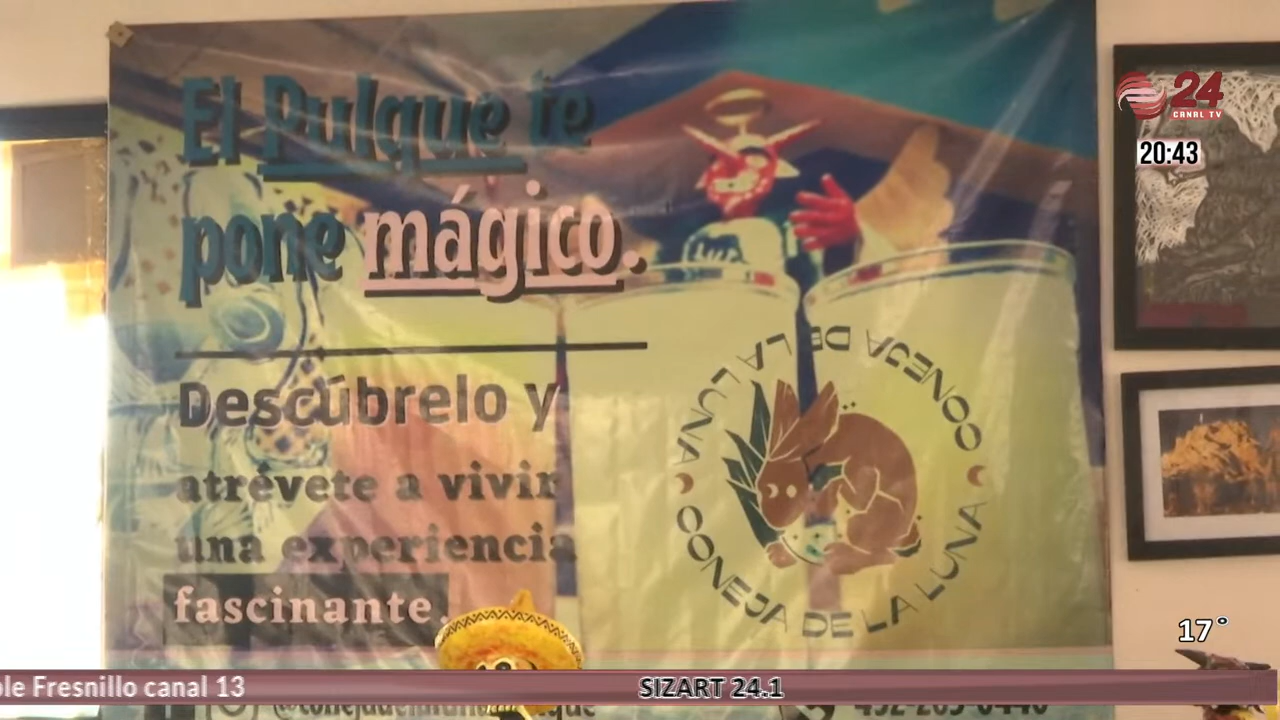 El Pulque te
pone mágico.
Descúbrelo y
atrévete a vivir
una experiencia
fascinante.
CONEJA DE LA LUNA
CONEJA DE LA LUNA
24
CANAL TV
20:43
17°
Fresnillo canal 13
SIZART 24.1